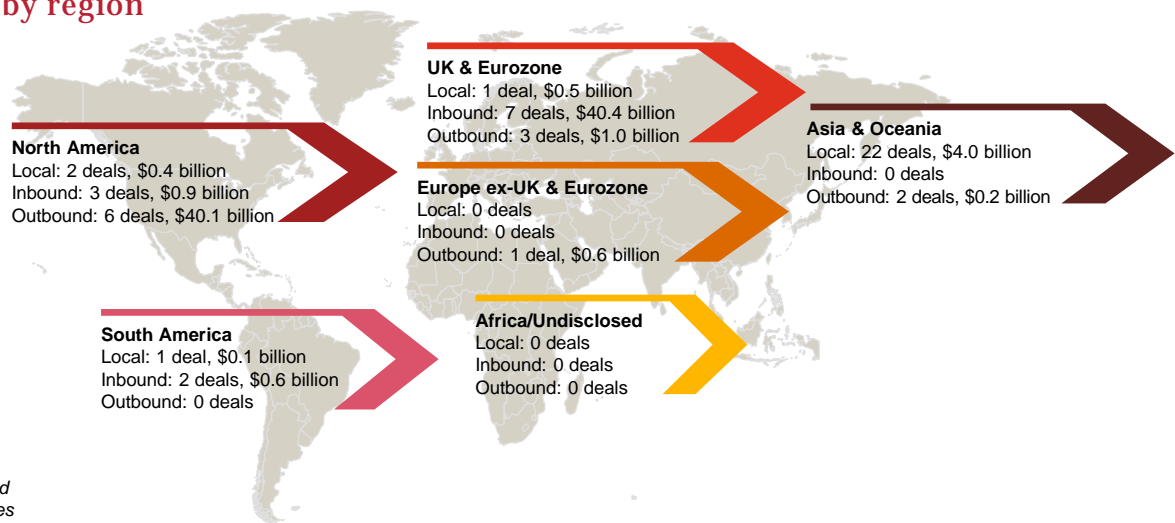 by region
UK & Eurozone
Local: 1 deal, $0.5 billion
Inbound: 7 deals, $40.4 billion
Outbound: 3 deals, $1.0 billion
Asia & Oceania
Local: 22 deals, $4.0 billion
Inbound: 0 deals
Outbound: 2 deals, $0.2 billion
North America
Local: 2 deals, $0.4 billion
Inbound: 3 deals, $0.9 billion
Outbound: 6 deals, $40.1 billion
Europe ex-UK & Eurozone
Local: 0 deals
Inbound: 0 deals
Outbound: 1 deal, $0.6 billion
South America
Local: 1 deal, $0.1 billion
Inbound: 2 deals, $0.6 billion
Outbound: 0 deals
Africa/Undisclosed
Local: 0 deals
Inbound: 0 deals
Outbound: 0 deals